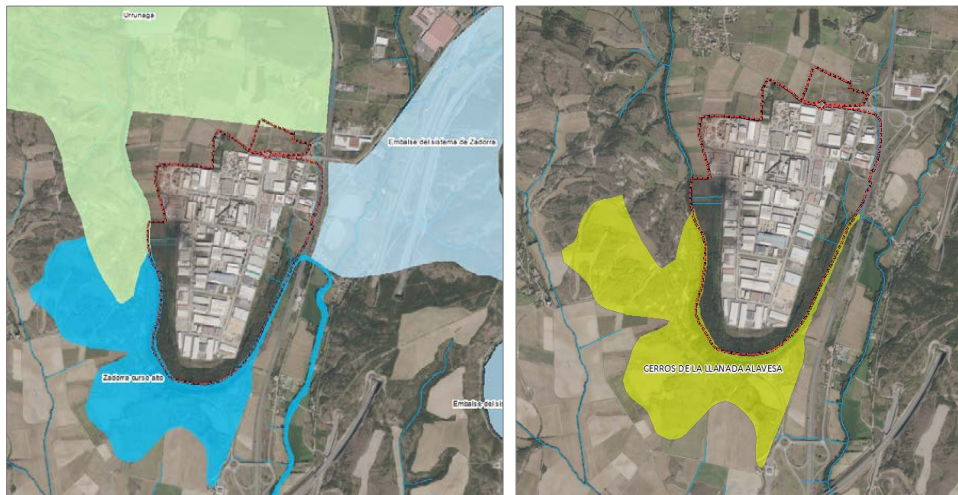 Urrunaga
Embalse del sistema de Zadorra
Zadorra curso alto
Embalse del sis
CERROS DE LA LLANADA ALAVESA